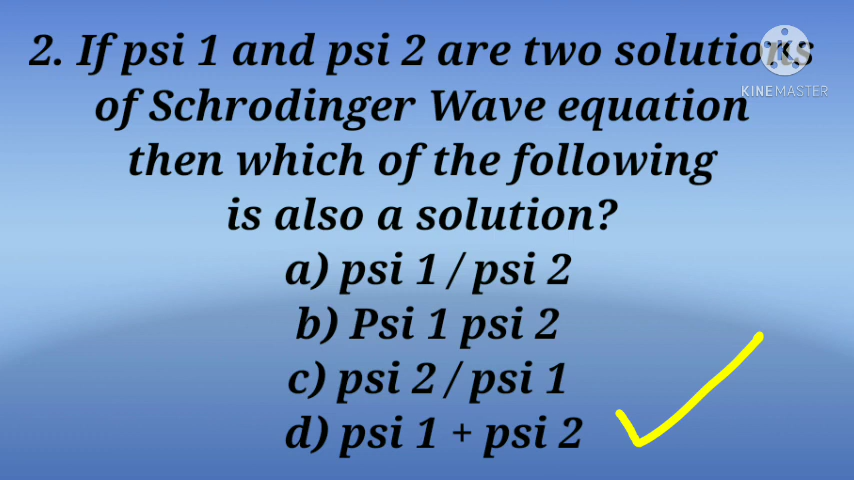 2. If psi 1 and psi 2 are two solutions
of Schrodinger Wave equation
then which of the following
is also a solution?
a) psi 1 / psi 2
b) Psi 1 psi 2
c) psi 2 / psi 1
d) psi 1 + psi 2
KINEMASTER